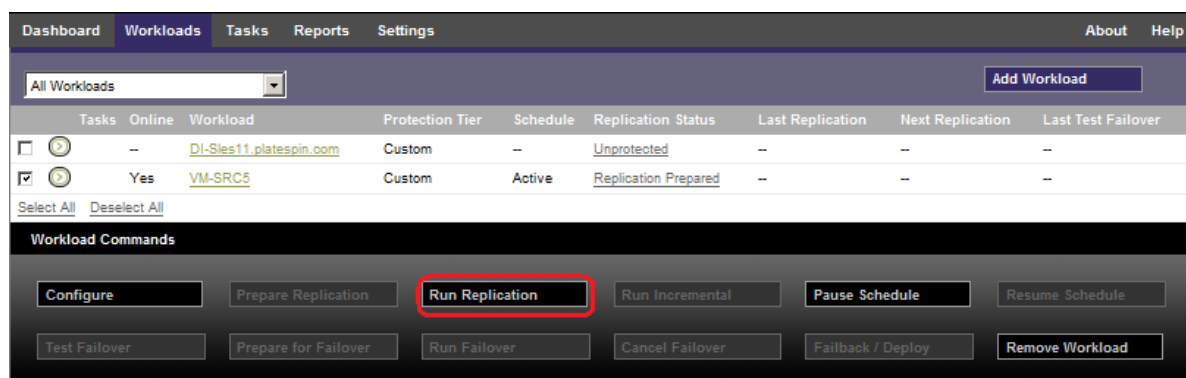 Dashboard Workloads Tasks Reports Settings About Help
All Workloads Add Workload
Tasks Online Workload Protection Tier Schedule Replication Status Last Replication Next Replication Last Test Failover
-- DI-Sles11.platespin.com Custom -- Unprotected -- -- --
Yes VM-SRC5 Custom Active Replication Prepared -- -- --
Select All Deselect All
Workload Commands
Configure Prepare Replication Run Replication Run Incremental Pause Schedule Resume Schedule
Test Failover Prepare for Failover Run Failover Cancel Failover Failback / Deploy Remove Workload